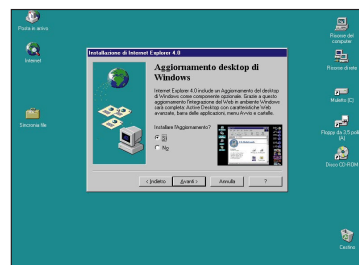 Posta in arrivo
Internet
Sincronia file
Installazione di Internet Explorer 4.0
Aggiornamento desktop di
Windows
Internet Explorer 4.0 include un Aggiornamento del desktop
di Windows come componente opzionale. Grazie a questo
aggiornamento l'integrazione del Web in ambiente Windows
sarà completa: Active Desktop con caratteristiche Web
avanzate, barra delle applicazioni, menu Avvio e cartelle.
Installare l'Aggiornamento?
Sì
No
< Indietro
Avanti >
Annulla
?
Risorse del
computer
Risorse di rete
Muletto (C)
Floppy da 3,5 polli
(A)
Disco CD-ROM
Cestino